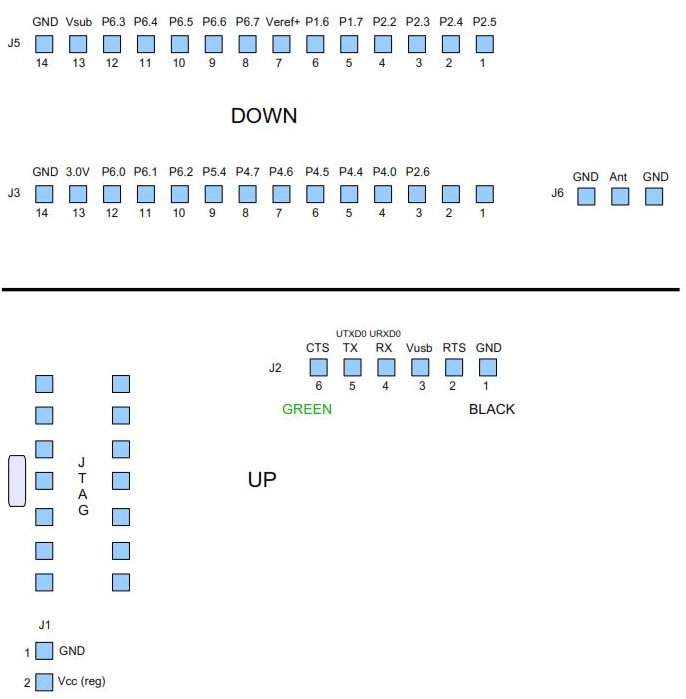 GND Vsub P6.3 P6.4 P6.5 P6.6 P6.7 Veref+ P1.6 P1.7 P2.2 P2.3 P2.4 P2.5
J5
14 13 12 11 10 9 8 7 6 5 4 3 2 1
DOWN
GND 3.0V P6.0 P6.1 P6.2 P5.4 P4.7 P4.6 P4.5 P4.4 P4.0 P2.6
J3
14 13 12 11 10 9 8 7 6 5 4 3 2 1
GND Ant GND
J6
UTXD0 URXD0
CTS TX RX Vusb RTS GND
J2
6 5 4 3 2 1
GREEN BLACK
J
T
A
G
UP
J1
1 GND
2 Vcc (reg)